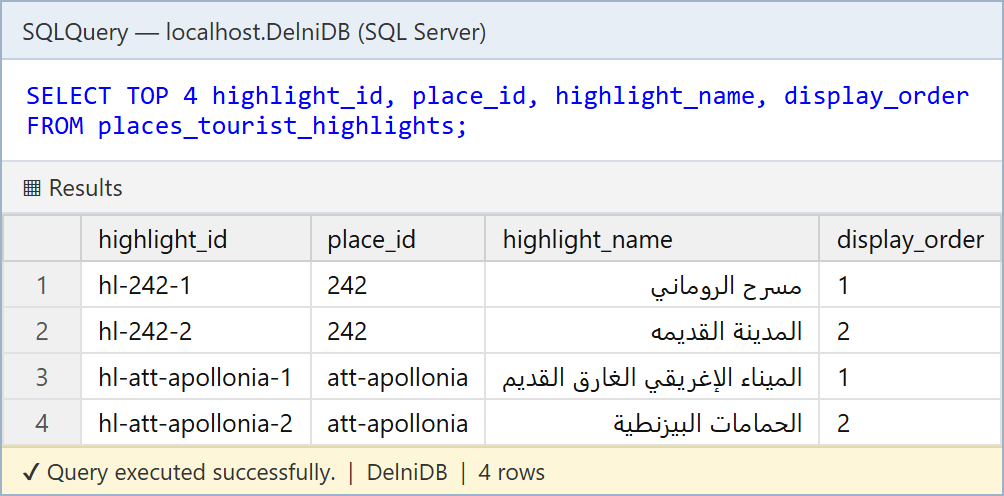 SQLQuery — localhost.DelniDB (SQL Server)
SELECT TOP 4 highlight_id, place_id, highlight_name, display_order
FROM places_tourist_highlights;
▦ Results
highlight_id place_id highlight_name display_order
1 hl-242-1 242 مسرح الروماني 1
2 hl-242-2 242 المدينة القديمه 2
3 hl-att-apollonia-1 att-apollonia الميناء الإغريقي الغارق القديم 1
4 hl-att-apollonia-2 att-apollonia الحمامات البيزنطية 2
✔ Query executed successfully. | DelniDB | 4 rows